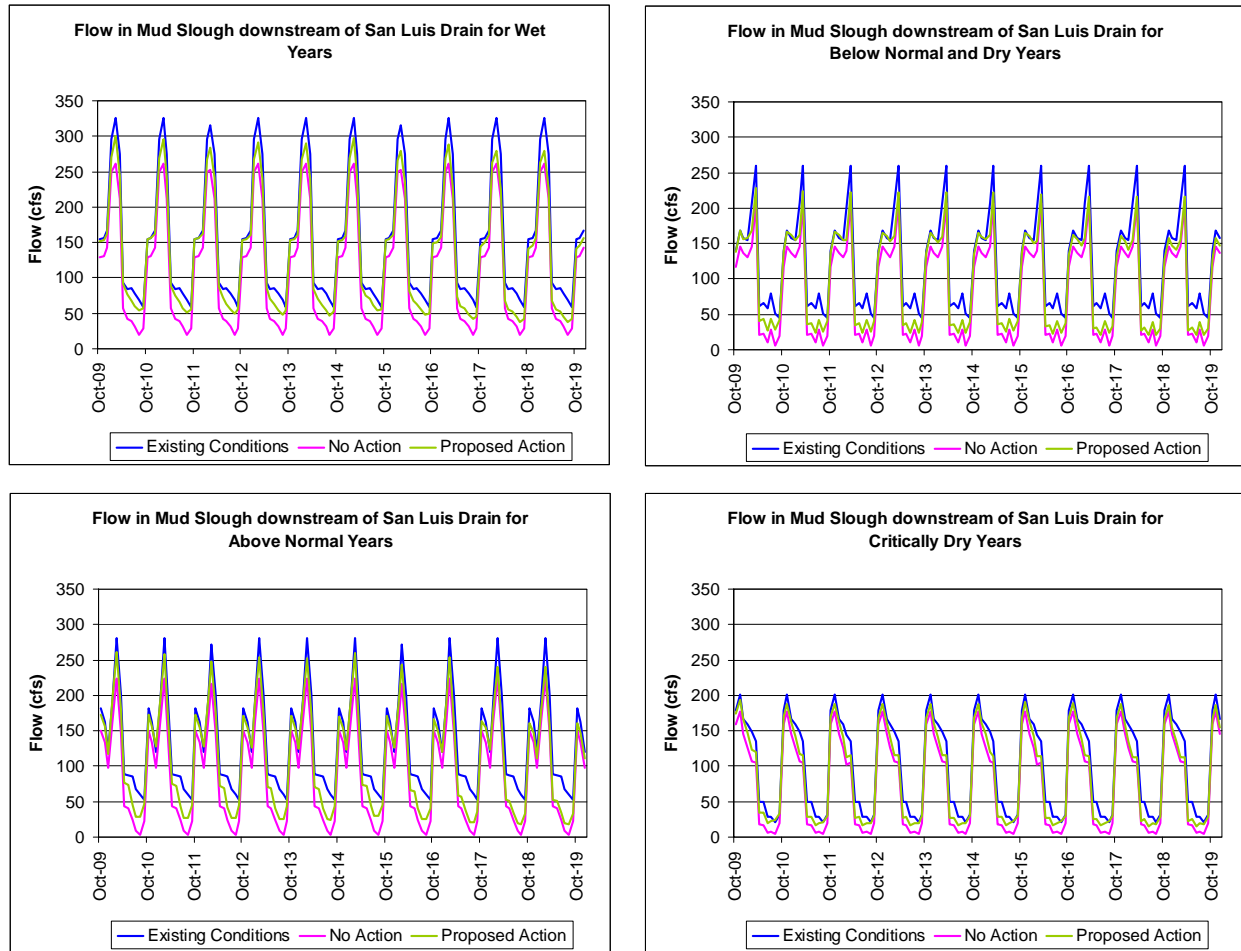 Flow in Mud Slough downstream of San Luis Drain for Wet
Years
350
300
250
200
150
100
50
0
Flow (cfs)
Oct-09
Oct-10
Oct-11
Oct-12
Oct-13
Oct-14
Oct-15
Oct-16
Oct-17
Oct-18
Oct-19
Existing Conditions No Action Proposed Action
Flow in Mud Slough downstream of San Luis Drain for
Below Normal and Dry Years
350
300
250
200
150
100
50
0
Flow (cfs)
Oct-09
Oct-10
Oct-11
Oct-12
Oct-13
Oct-14
Oct-15
Oct-16
Oct-17
Oct-18
Oct-19
Existing Conditions No Action Proposed Action
Flow in Mud Slough downstream of San Luis Drain for
Above Normal Years
350
300
250
200
150
100
50
0
Flow (cfs)
Oct-09
Oct-10
Oct-11
Oct-12
Oct-13
Oct-14
Oct-15
Oct-16
Oct-17
Oct-18
Oct-19
Existing Conditions No Action Proposed Action
Flow in Mud Slough downstream of San Luis Drain for
Critically Dry Years
350
300
250
200
150
100
50
0
Flow (cfs)
Oct-09
Oct-10
Oct-11
Oct-12
Oct-13
Oct-14
Oct-15
Oct-16
Oct-17
Oct-18
Oct-19
Existing Conditions No Action Proposed Action